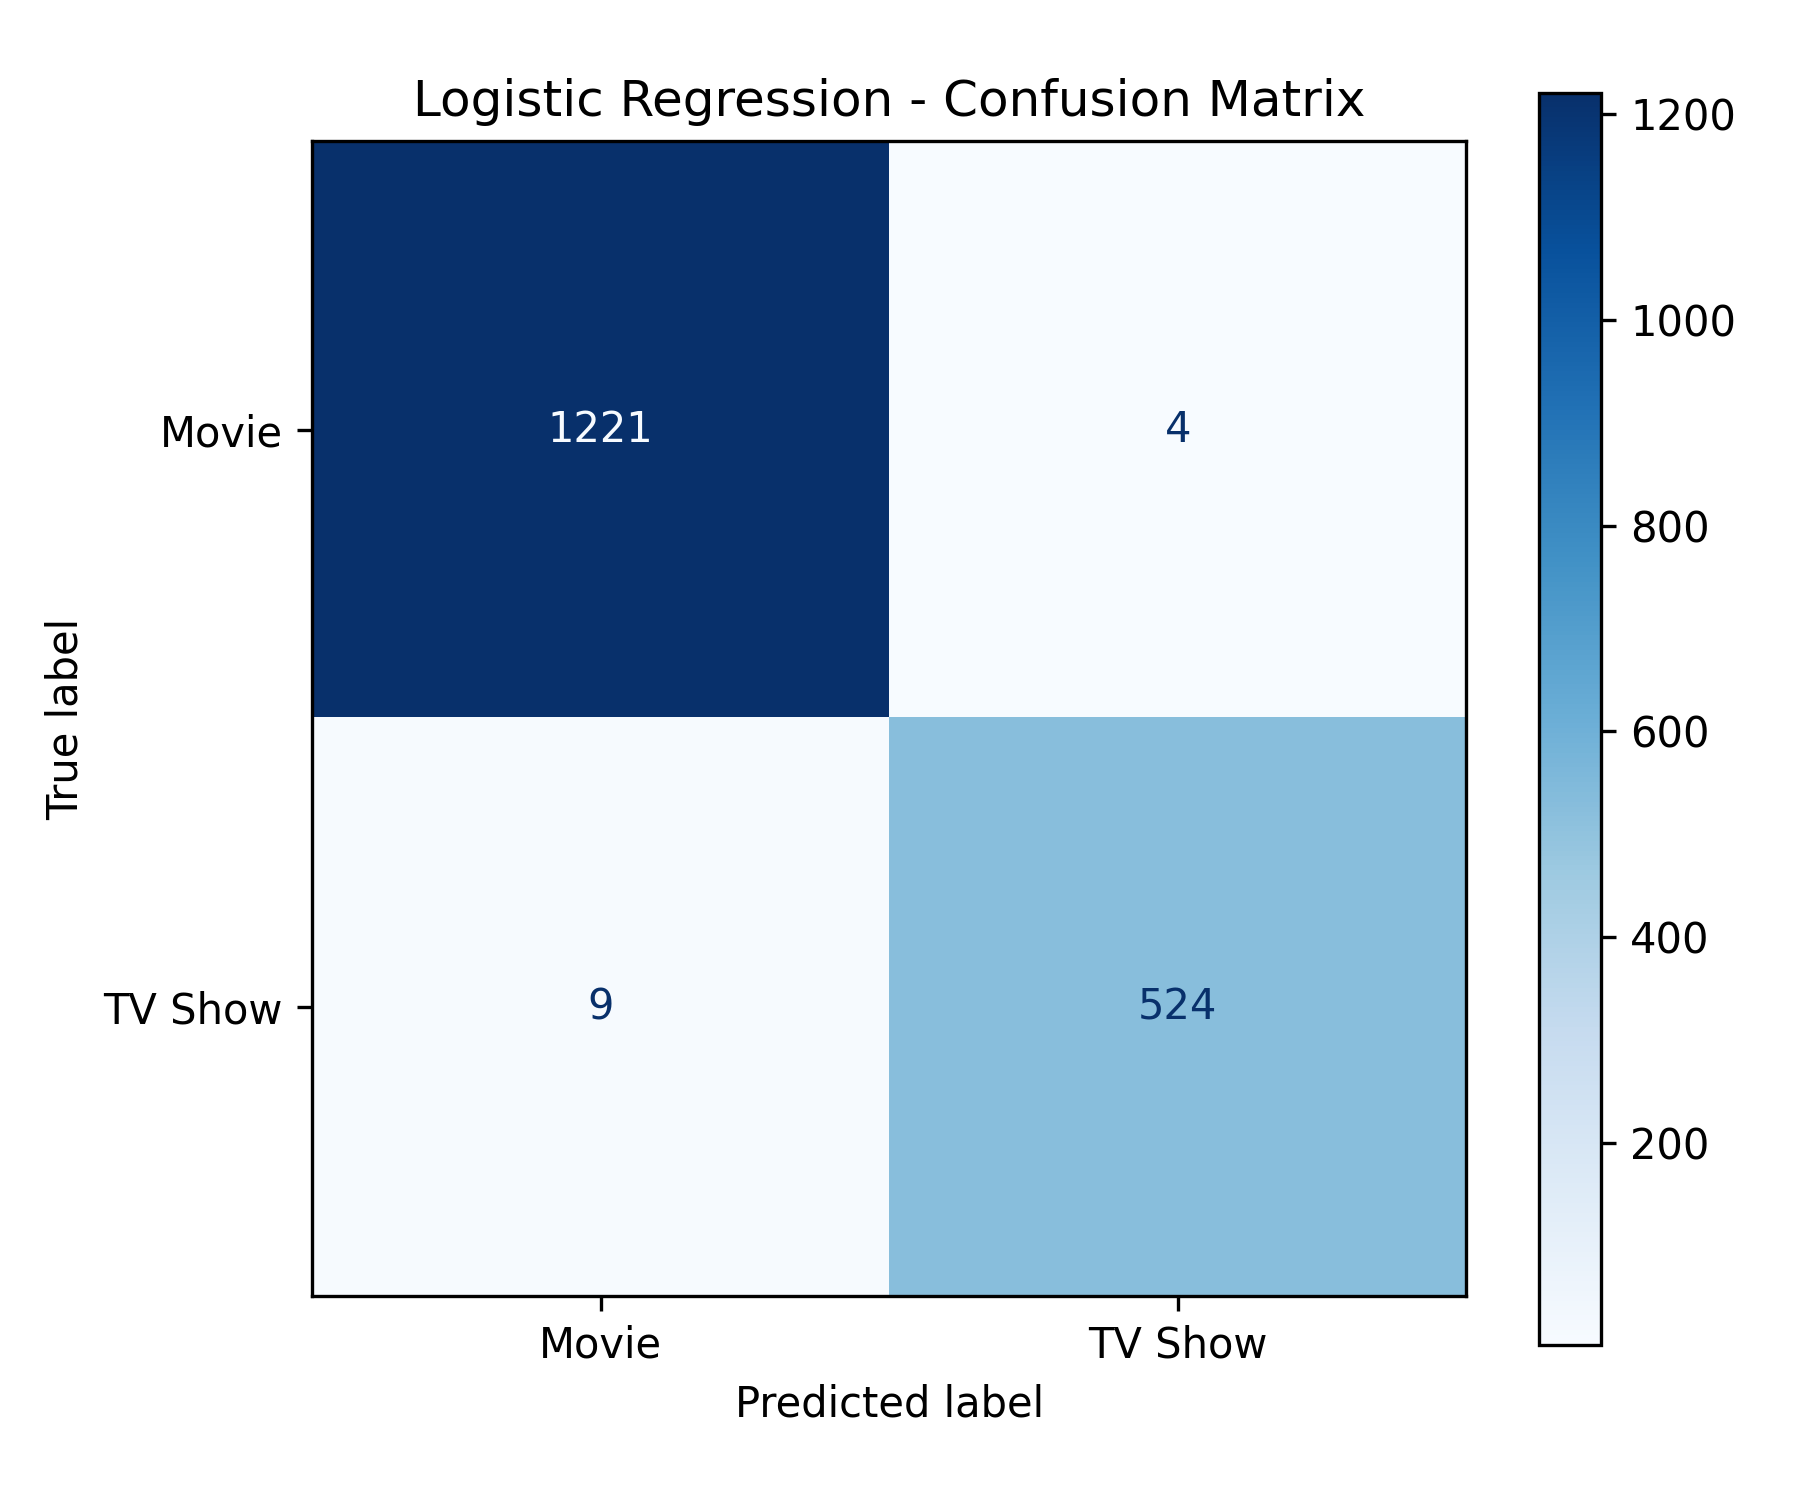 Logistic Regression - Confusion Matrix
True label
Movie
TV Show
1221
4
9
524
Movie
TV Show
Predicted label
1200
1000
800
600
400
200